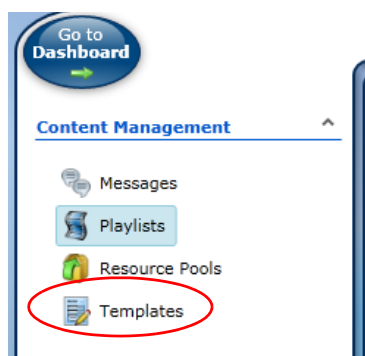 Go to
Dashboard
Content Management
Messages
Playlists
Resource Pools
Templates